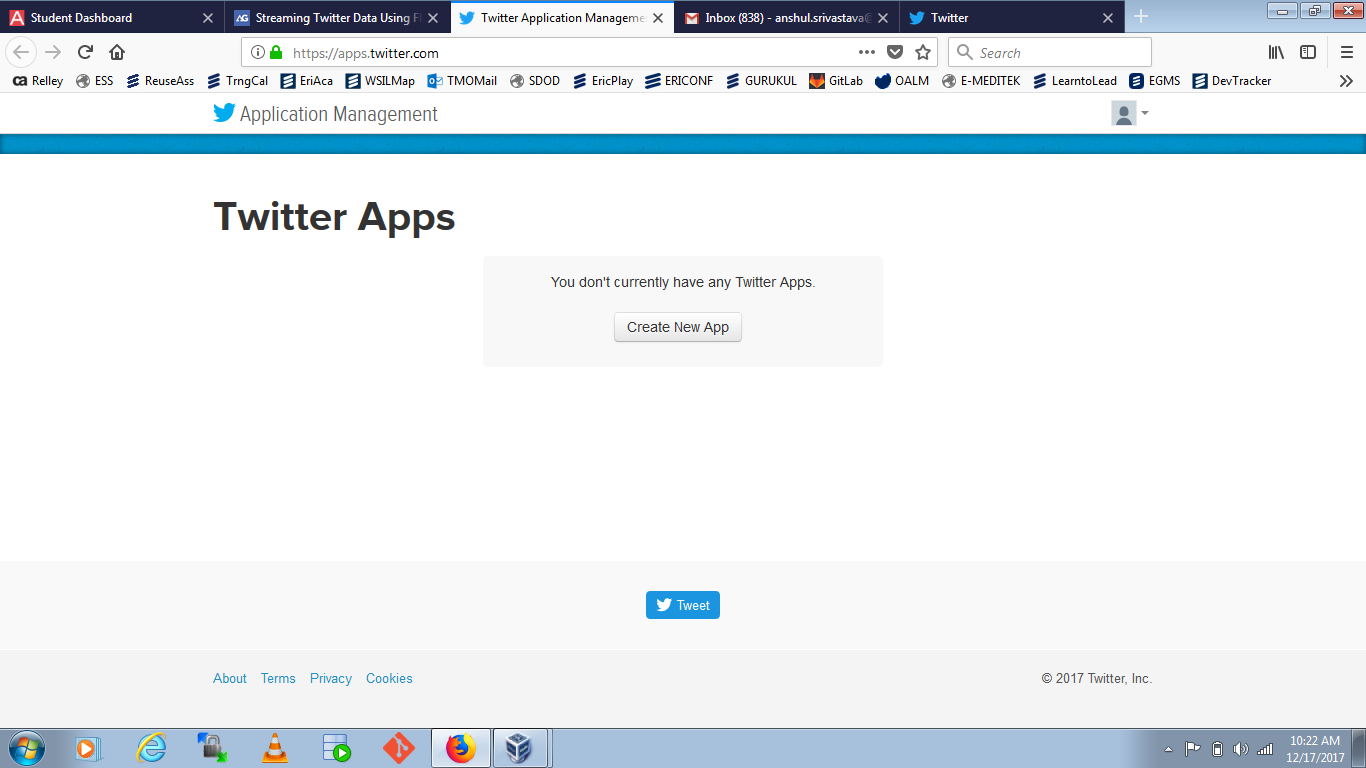 Student Dashboard
Streaming Twitter Data Using Fl
Twitter Application Manageme
Inbox (838) - anshul.srivastava@
Twitter
https://apps.twitter.com
Search
Relley
ESS
ReuseAss
TrngCal
EriAca
WSILMap
TMOMail
SDOD
EricPlay
ERICONF
GURUKUL
GitLab
OALM
E-MEDITEK
LearntoLead
EGMS
DevTracker
Application Management
Twitter Apps
You don't currently have any Twitter Apps.
Create New App
Tweet
About Terms Privacy Cookies
© 2017 Twitter, Inc.
10:22 AM
12/17/2017